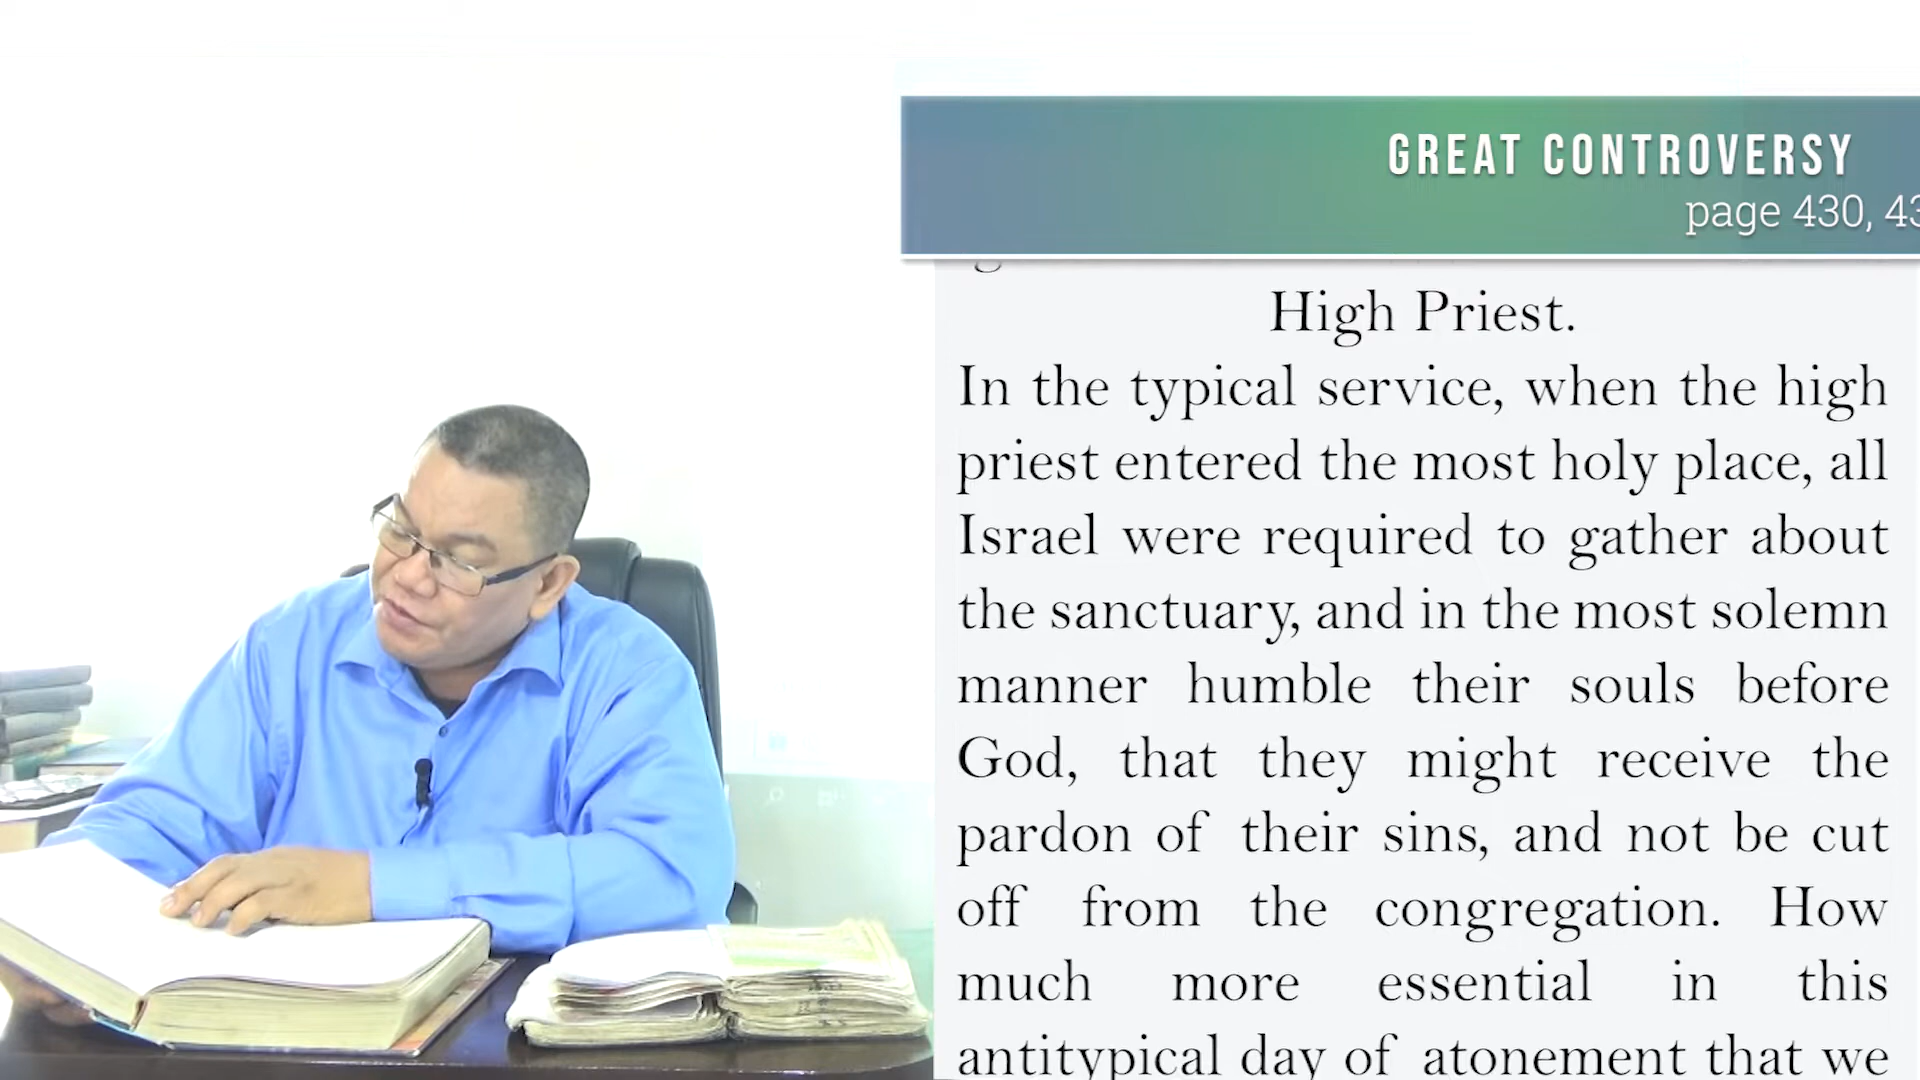 GREAT CONTROVERSY
page 430, 43
High Priest.
In the typical service, when the high
priest entered the most holy place, all
Israel were required to gather about
the sanctuary, and in the most solemn
manner humble their souls before
God, that they might receive the
pardon of their sins, and not be cut
off from the congregation. How
much more essential in this
antitypical day of atonement that we